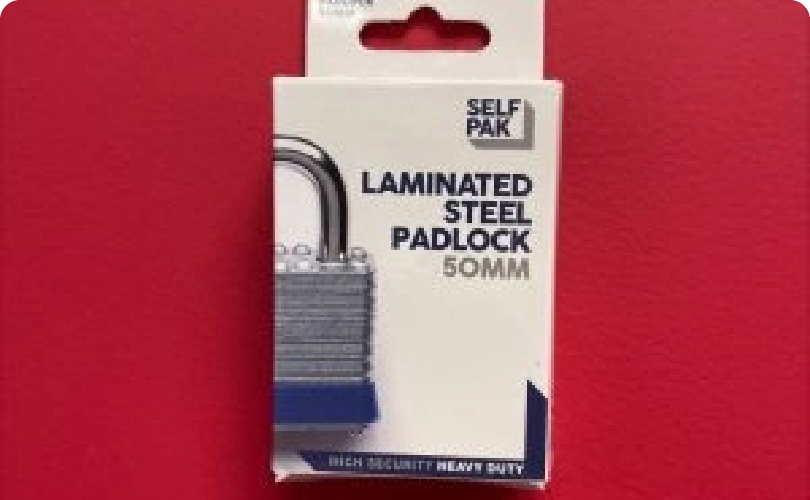 SELF
PAK
LAMINATED
STEEL
PADLOCK
50MM
HIGH SECURITY HEAVY DUTY